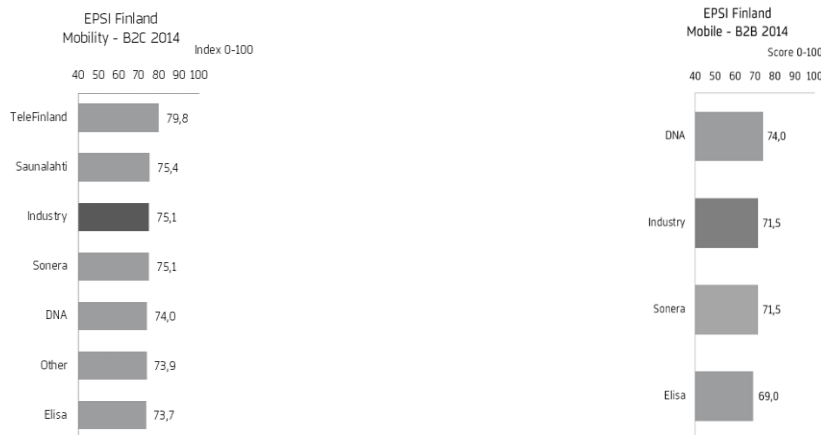 EPSI Finland
Mobility - B2C 2014
Index 0-100
40 50 60 70 80 90 100
TeleFinland 79,8
Saunalahti 75,4
Industry 75,1
Sonera 75,1
DNA 74,0
Other 73,9
Elisa 73,7
EPSI Finland
Mobile - B2B 2014
Score 0-100
40 50 60 70 80 90 100
DNA 74,0
Industry 71,5
Sonera 71,5
Elisa 69,0